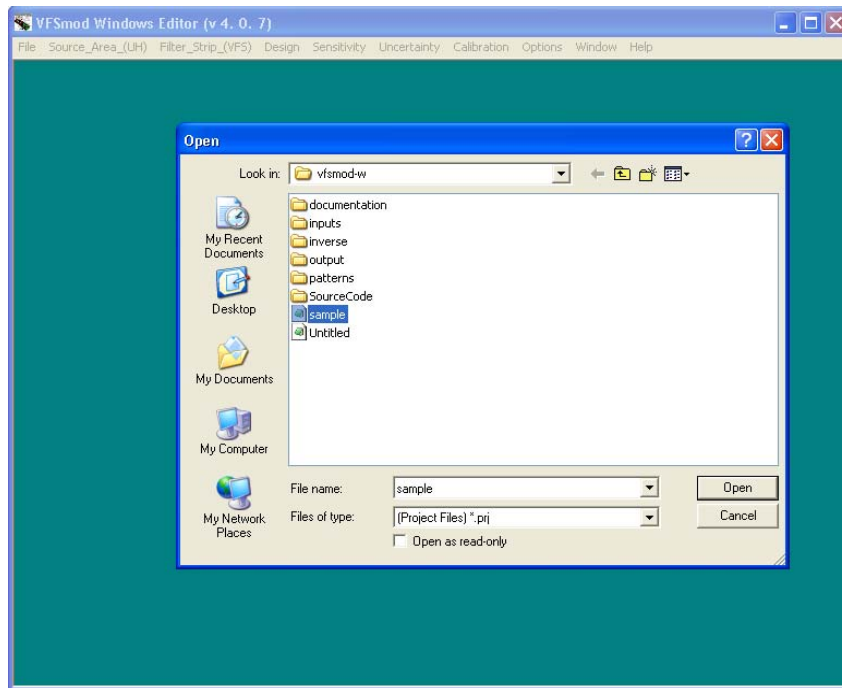 VFSmod Windows Editor (v 4. 0. 7)
File Source_Area_(UH) Filter_Strip_(VFS) Design Sensitivity Uncertainty Calibration Options Window Help
Open
Look in: vfsmod-w
My Recent Documents
Desktop
My Documents
My Computer
My Network Places
documentation
inputs
inverse
output
patterns
SourceCode
sample
Untitled
File name: sample Open
Files of type: (Project Files) *.prj Cancel
Open as read-only